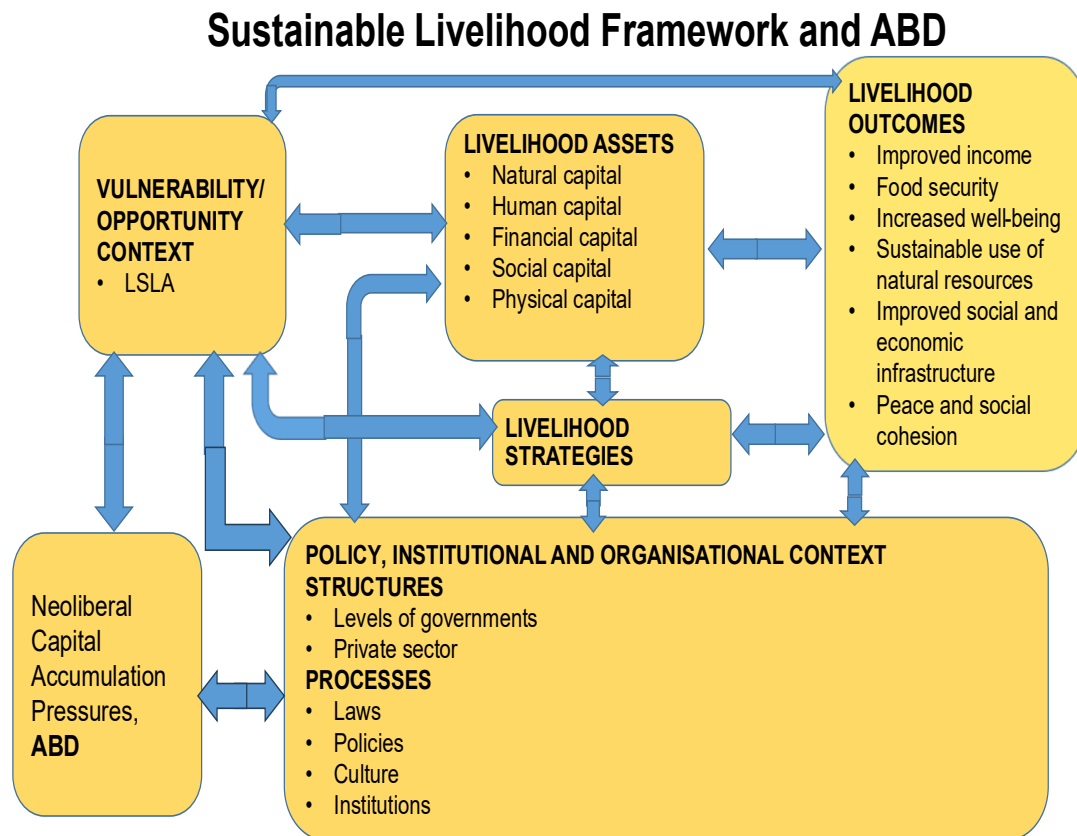 Sustainable Livelihood Framework and ABD
VULNERABILITY/
OPPORTUNITY
CONTEXT
• LSLA
LIVELIHOOD ASSETS
• Natural capital
• Human capital
• Financial capital
• Social capital
• Physical capital
LIVELIHOOD
OUTCOMES
• Improved income
• Food security
• Increased well-being
• Sustainable use of
natural resources
• Improved social and
economic
infrastructure
• Peace and social
cohesion
LIVELIHOOD
STRATEGIES
Neoliberal
Capital
Accumulation
Pressures,
ABD
POLICY, INSTITUTIONAL AND ORGANISATIONAL CONTEXT
STRUCTURES
• Levels of governments
• Private sector
PROCESSES
• Laws
• Policies
• Culture
• Institutions